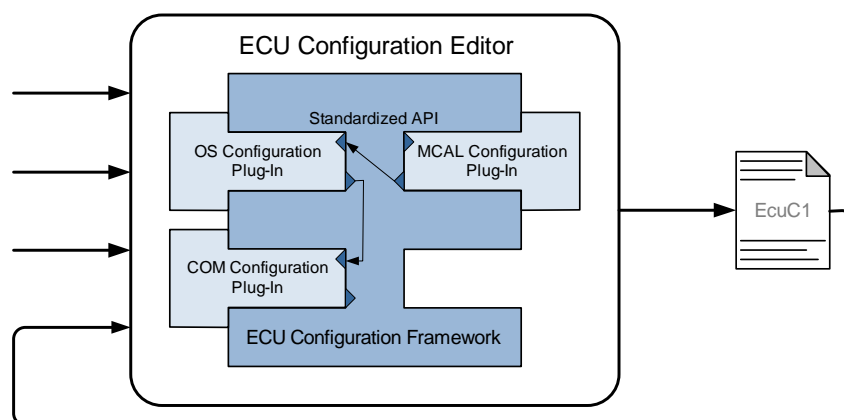 ECU Configuration Editor
Standardized API
OS Configuration
Plug-In
MCAL Configuration
Plug-In
EcuC1
COM Configuration
Plug-In
ECU Configuration Framework